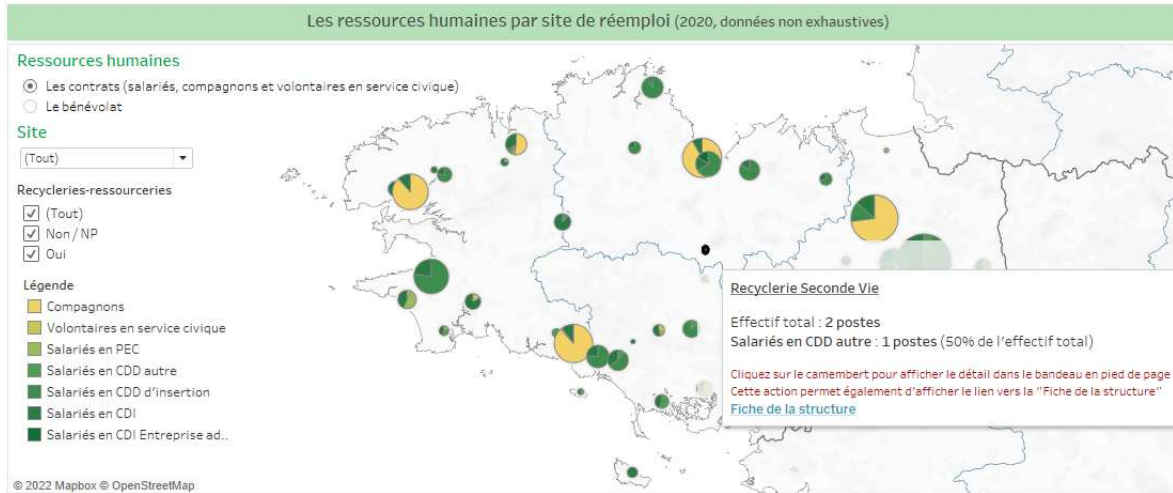 Les ressources humaines par site de réemploi (2020, données non exhaustives)
Ressources humaines
Les contrats (salariés, compagnons et volontaires en service civique)
Le bénévolat
Site
(Tout)
Recycleries-ressourceries
(Tout)
Non / NP
Oui
Légende
Compagnons
Volontaires en service civique
Salariés en PEC
Salariés en CDD autre
Salariés en CDD d'insertion
Salariés en CDI
Salariés en CDI Entreprise ad..
© 2022 Mapbox © OpenStreetMap
Recyclerie Seconde Vie
Effectif total : 2 postes
Salariés en CDD autre : 1 postes (50% de l'effectif total)
Cliquez sur le camembert pour afficher le détail dans le bandeau en pied de page
Cette action permet également d'afficher le lien vers la "Fiche de la structure"
Fiche de la structure